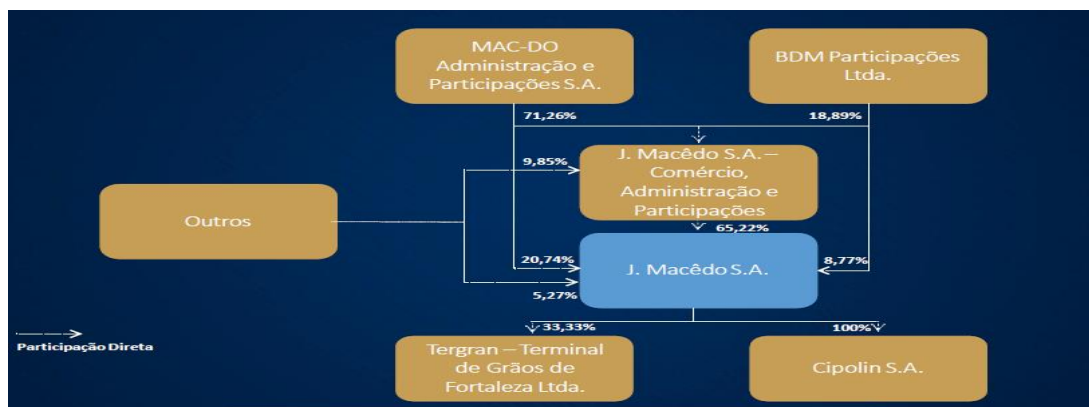 MAC-DO
Administração e
Participações S.A.
BDM Participações
Ltda.
71,26%
18,89%
J. Macêdo S.A. –
Comércio,
Administração e
Participações
9,85%
Outros
65,22%
20,74%
J. Macêdo S.A.
8,77%
5,27%
33,33%
100%
Participação Direta
Tergran – Terminal
de Grãos de
Fortaleza Ltda.
Cipolin S.A.